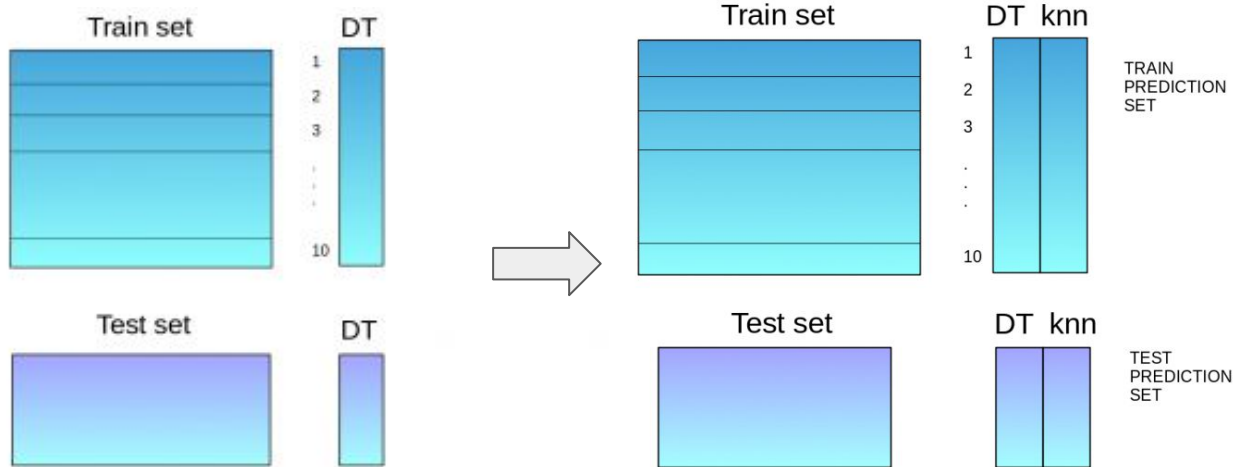 Train set
DT
1
2
3
.
.
.
10
Test set
DT
Train set
DT knn
1
2
3
.
.
.
10
TRAIN
PREDICTION
SET
Test set
DT knn
TEST
PREDICTION
SET